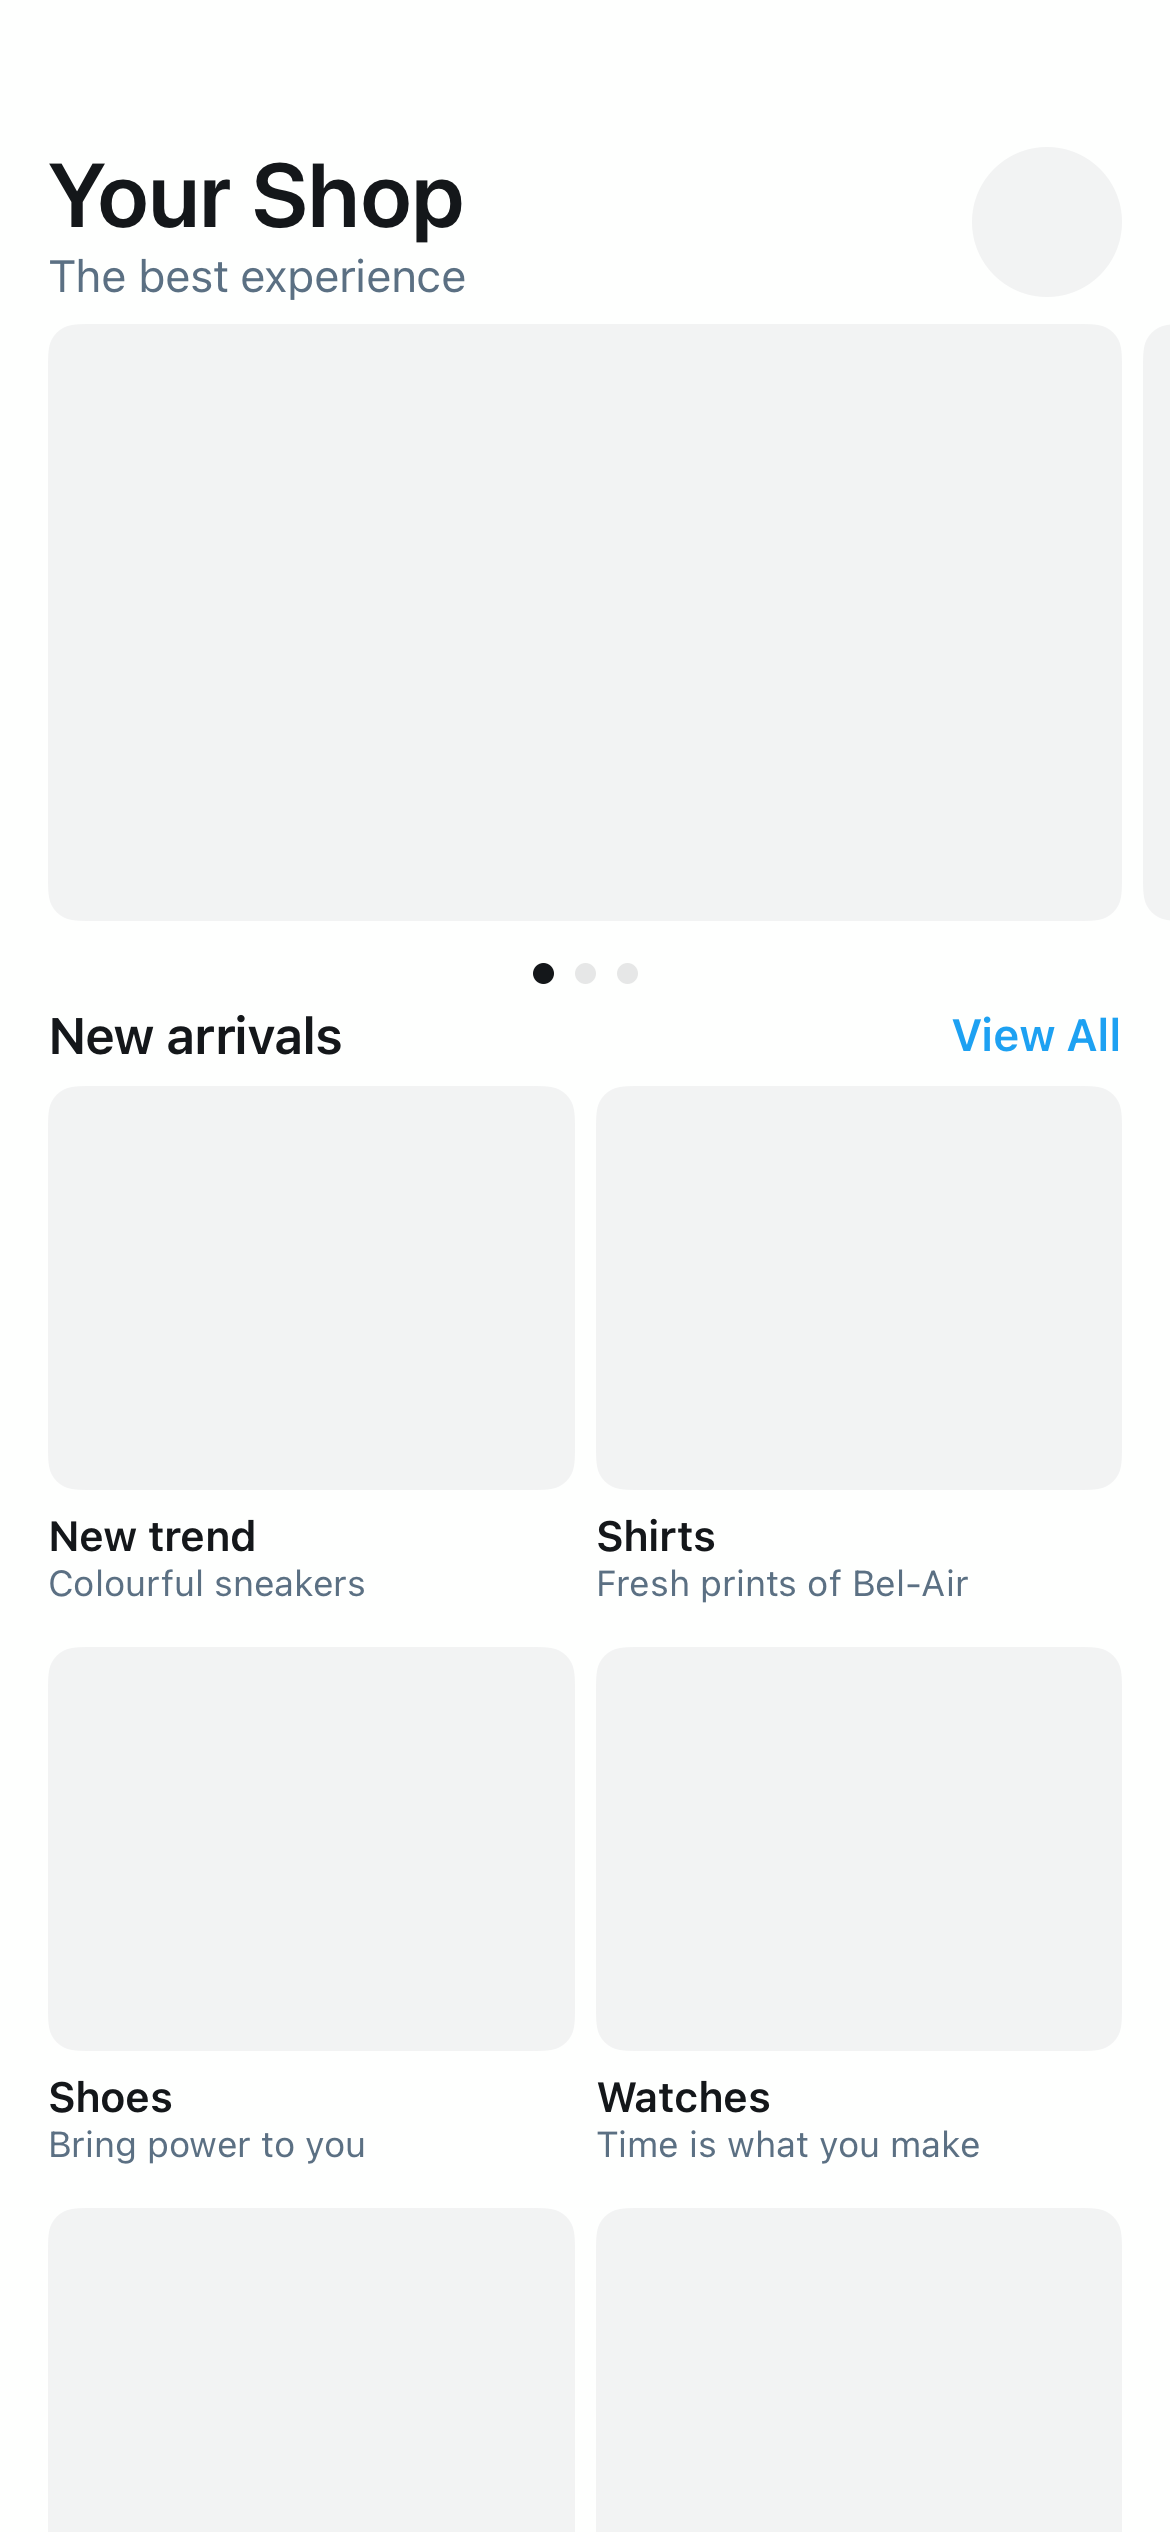 Your Shop
The best experience
New arrivals
View All
New trend
Colourful sneakers
Shirts
Fresh prints of Bel-Air
Shoes
Bring power to you
Watches
Time is what you make